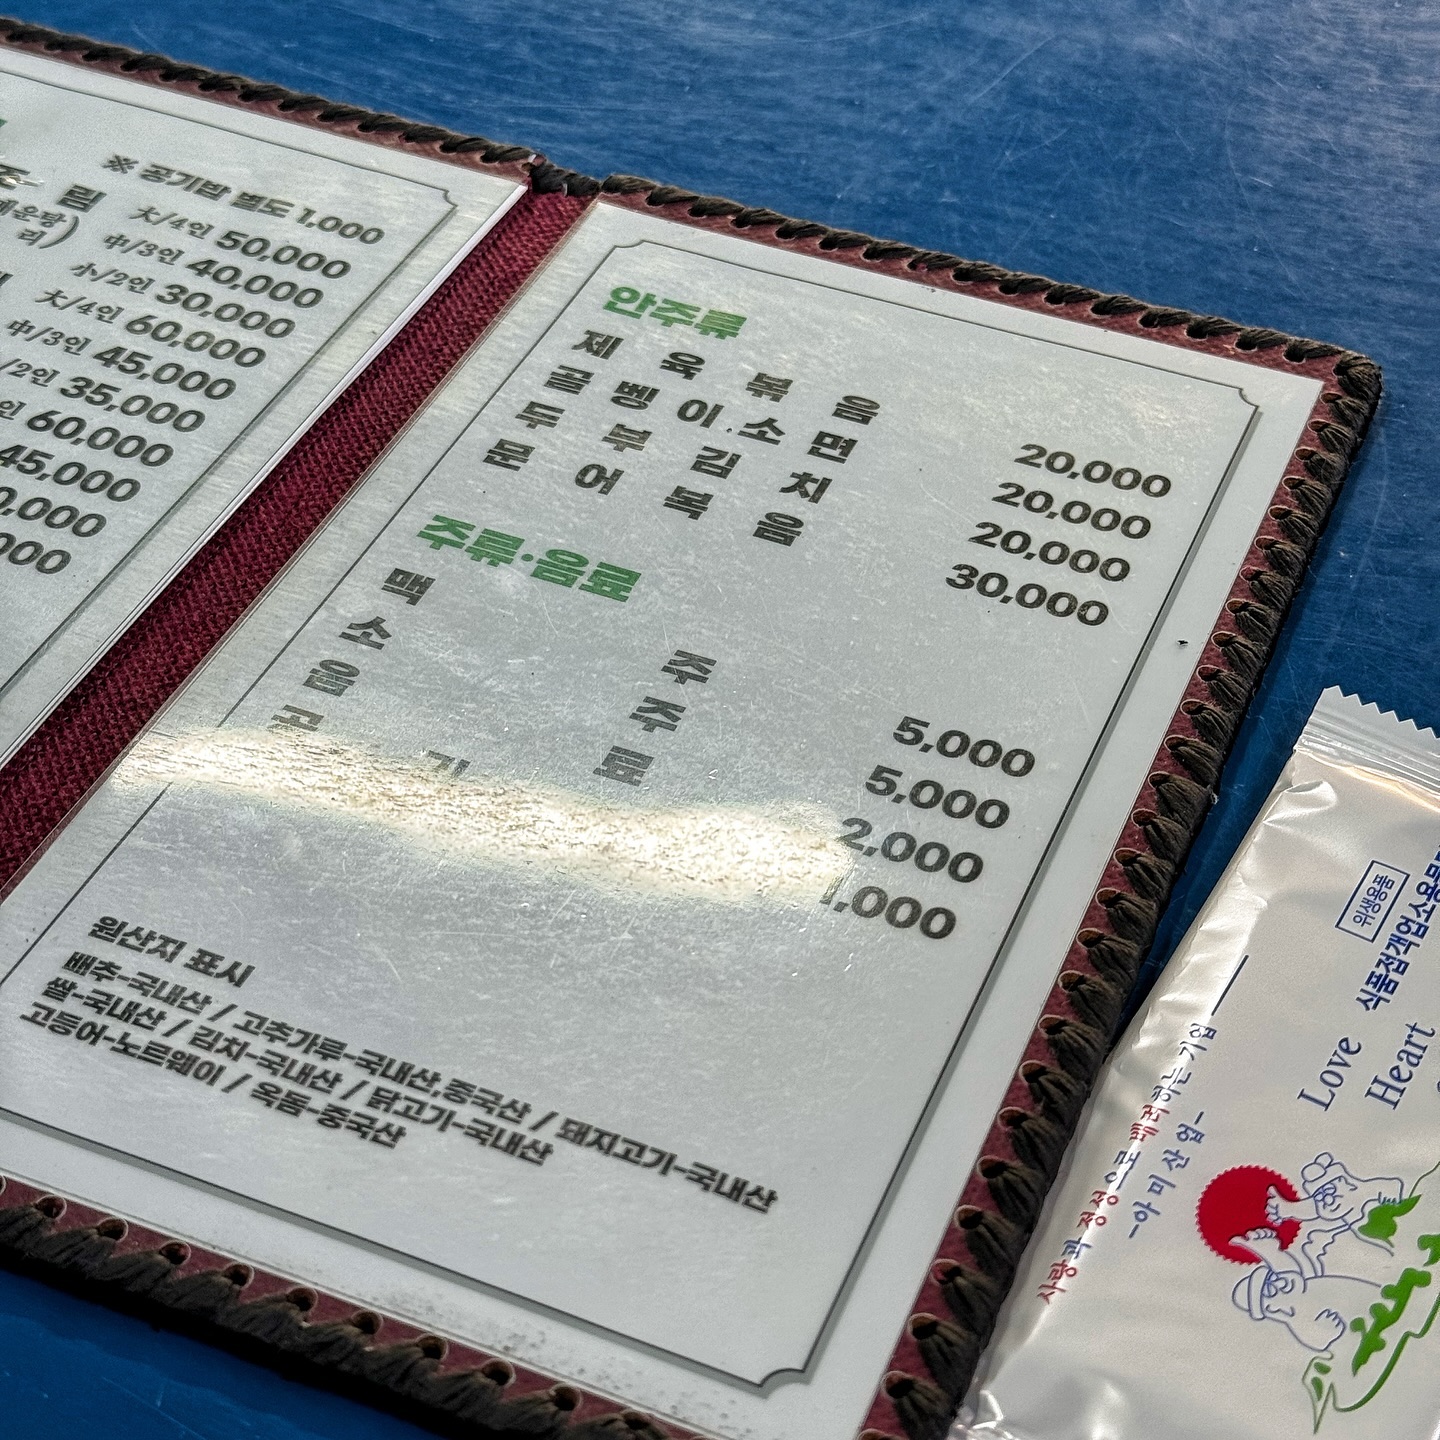 ※ 공기밥 별도 1,000
조 림 大/4인 50,000
中/3인 40,000
小/2인 30,000
大/4인 60,000
中/3인 45,000
/2인 35,000
인 60,000
45,000
000
안주류
제 육 볶 음 20,000
골 벵 이 소 면 20,000
두 부 김 치 20,000
문 어 볶 음 30,000
주류·음료
맥 주 5,000
소 주 5,000
음 료 2,000
,000
원산지 표시
배추-국내산 / 고추가루-국내산,중국산 / 돼지고기-국내산
쌀-국내산 / 김치-국내산 / 닭고기-국내산
고등어-노르웨이 / 옥돔-중국산
위생용품
식품접객업소용
Love
Heart
사랑과 정성으로 배려하는 기업
-아미산업-